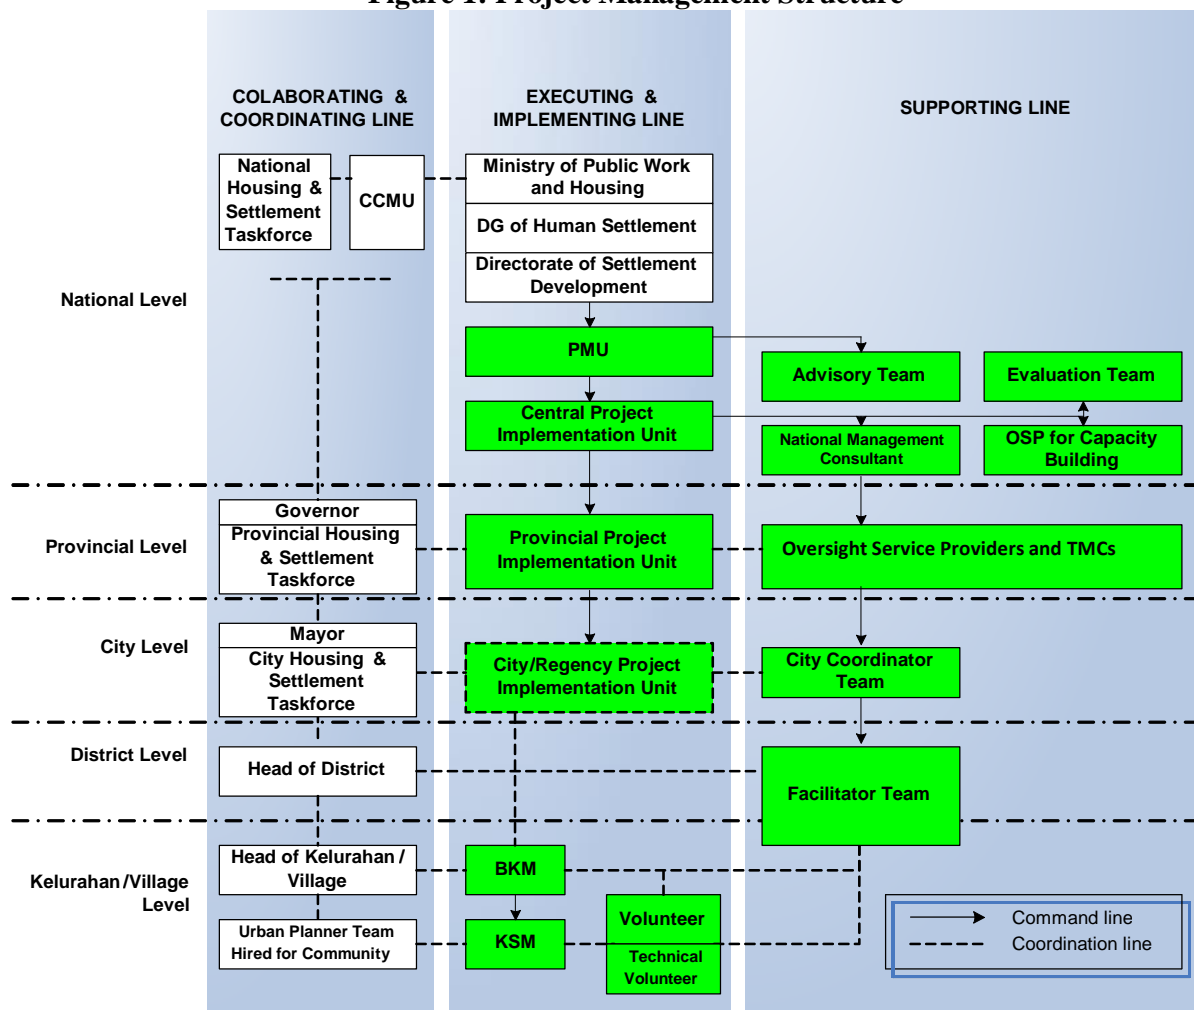 Figure 1: Project Management Structure
COLABORATING &
COORDINATING LINE
EXECUTING &
IMPLEMENTING LINE
SUPPORTING LINE
National Level
National
Housing &
Settlement
Taskforce
CCMU
Ministry of Public Work
and Housing
DG of Human Settlement
Directorate of Settlement
Development
PMU
Advisory Team
Evaluation Team
Central Project
Implementation Unit
National Management
Consultant
OSP for Capacity
Building
Provincial Level
Governor
Provincial Housing
& Settlement
Taskforce
Provincial Project
Implementation Unit
Oversight Service Providers and TMCs
City Level
Mayor
City Housing &
Settlement
Taskforce
City/Regency Project
Implementation Unit
City Coordinator
Team
District Level
Head of District
Facilitator Team
Kelurahan/Village
Level
Head of Kelurahan /
Village
BKM
Volunteer
Technical
Volunteer
Urban Planner Team
Hired for Community
KSM
Command line
Coordination line